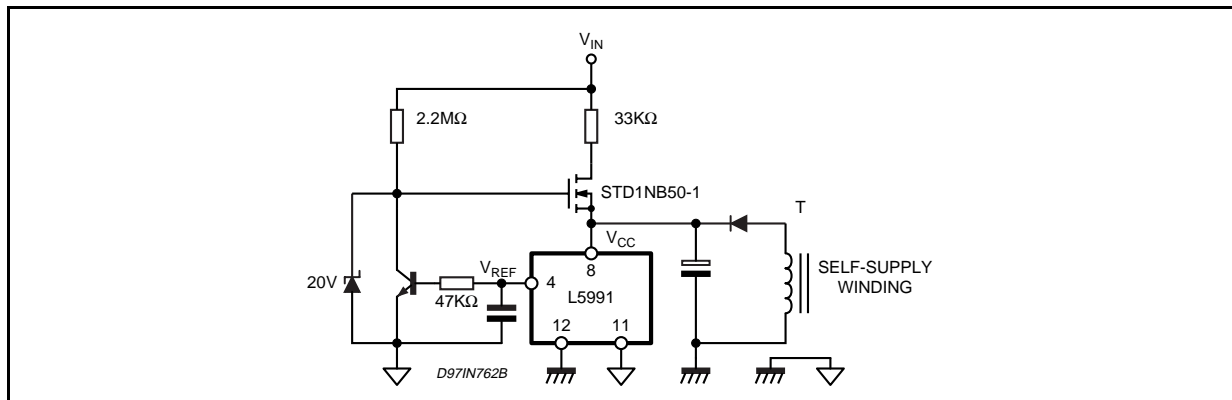 V_IN
2.2MΩ
33KΩ
STD1NB50-1
T
V_CC
8
SELF-SUPPLY
WINDING
20V
V_REF
4
47KΩ
L5991
12
11
D97IN762B